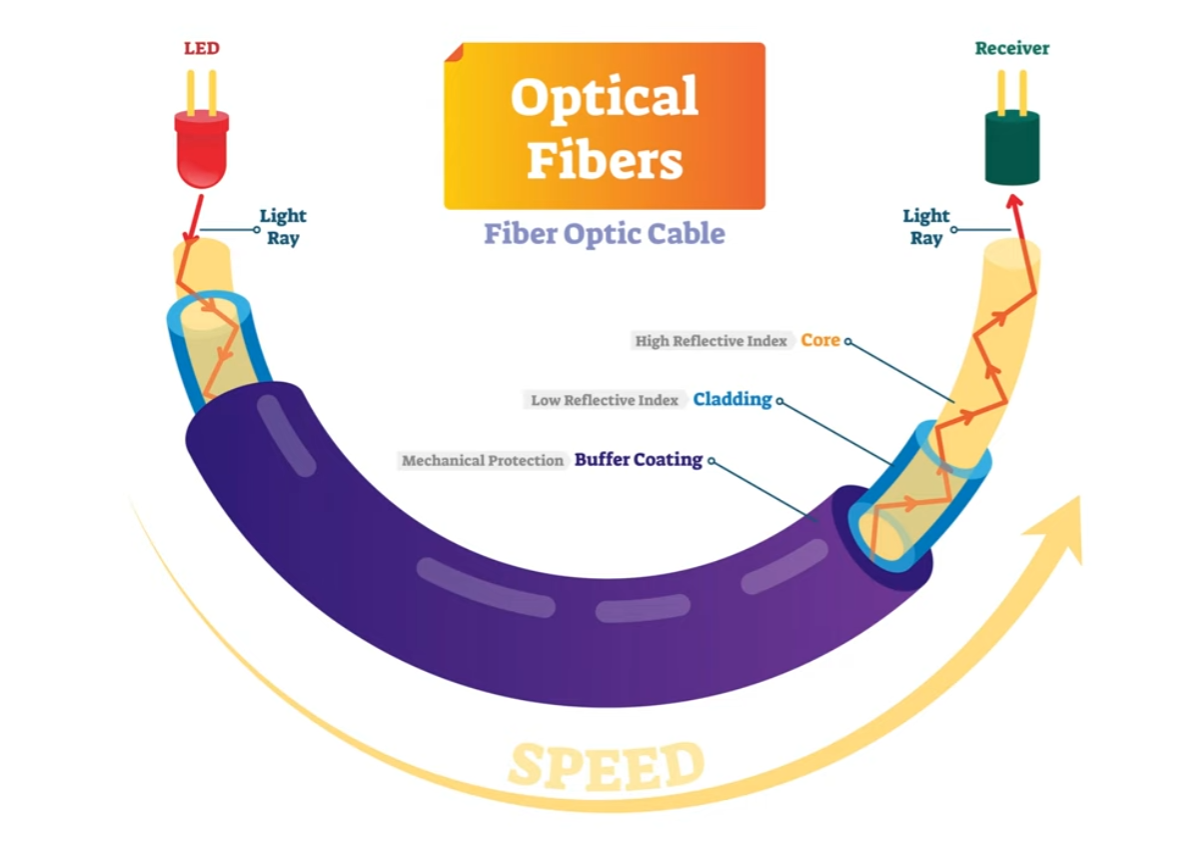 LED
Receiver
Optical
Fibers
Fiber Optic Cable
Light
Ray
Light
Ray
High Reflective Index Core
Low Reflective Index Cladding
Mechanical Protection Buffer Coating
SPEED